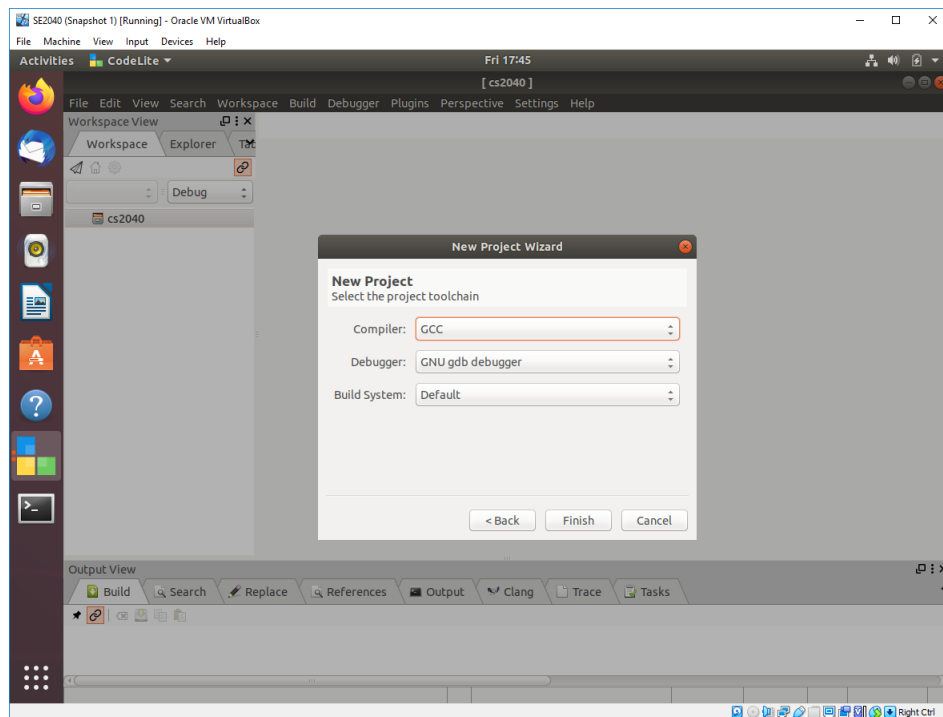 SE2040 (Snapshot 1) [Running] - Oracle VM VirtualBox
File Machine View Input Devices Help
Activities CodeLite Fri 17:45
[ cs2040 ]
File Edit View Search Workspace Build Debugger Plugins Perspective Settings Help
Workspace View
Workspace Explorer
Debug
cs2040
New Project Wizard
New Project
Select the project toolchain
Compiler: GCC
Debugger: GNU gdb debugger
Build System: Default
< Back Finish Cancel
Output View
Build Search Replace References Output Clang Trace Tasks
Right Ctrl